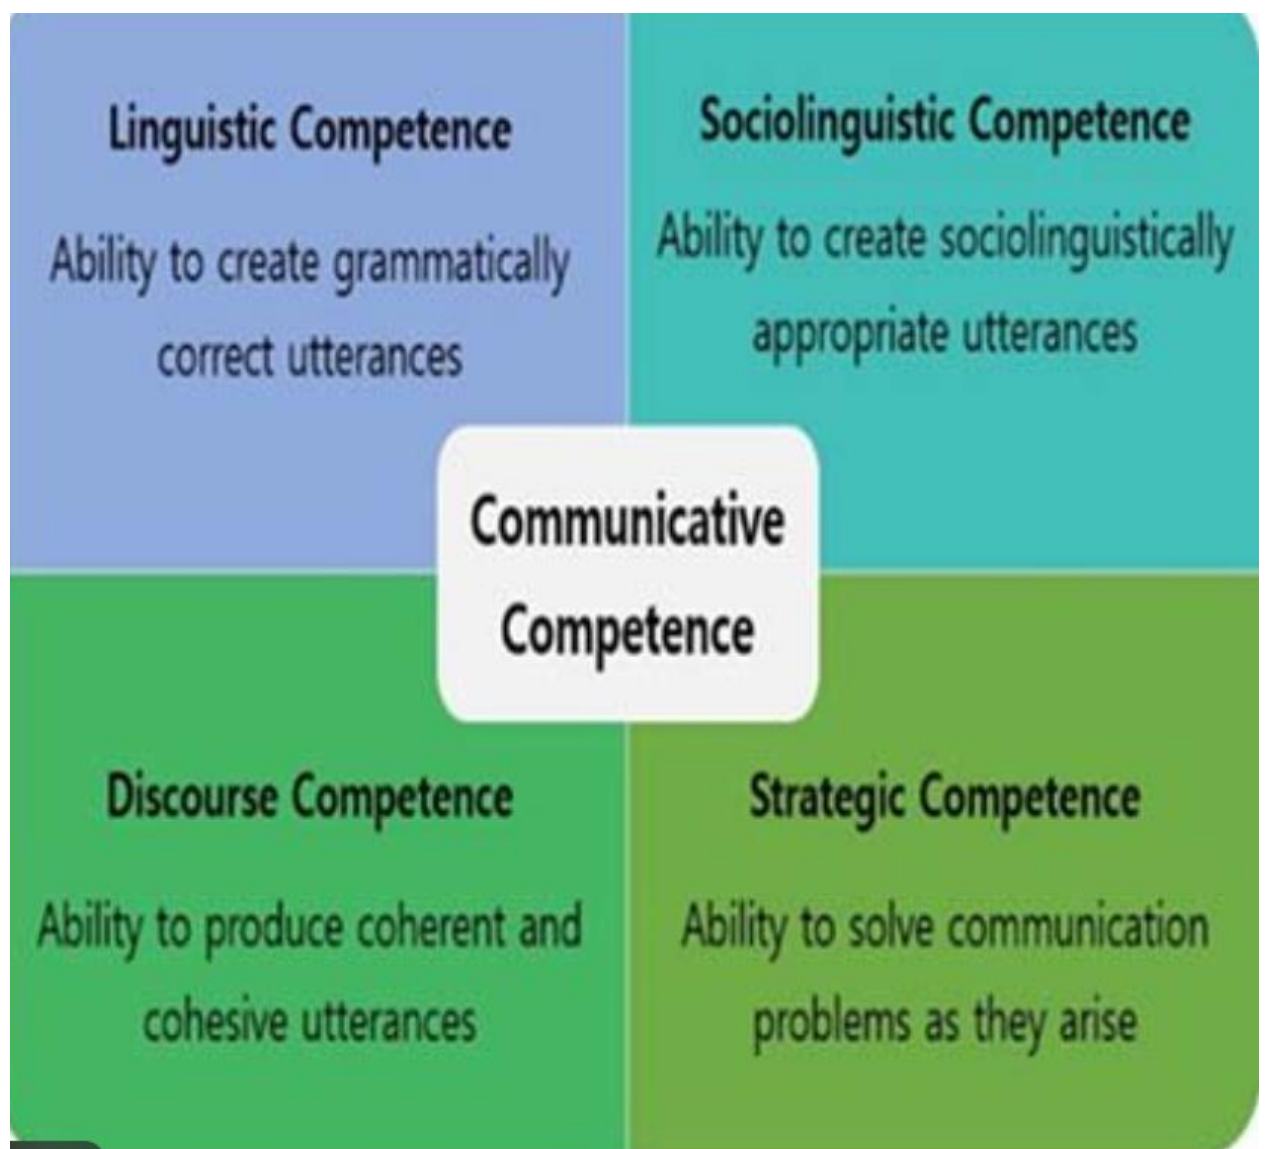 Linguistic Competence
Ability to create grammatically
correct utterances
Sociolinguistic Competence
Ability to create sociolinguistically
appropriate utterances
Communicative
Competence
Discourse Competence
Ability to produce coherent and
cohesive utterances
Strategic Competence
Ability to solve communication
problems as they arise